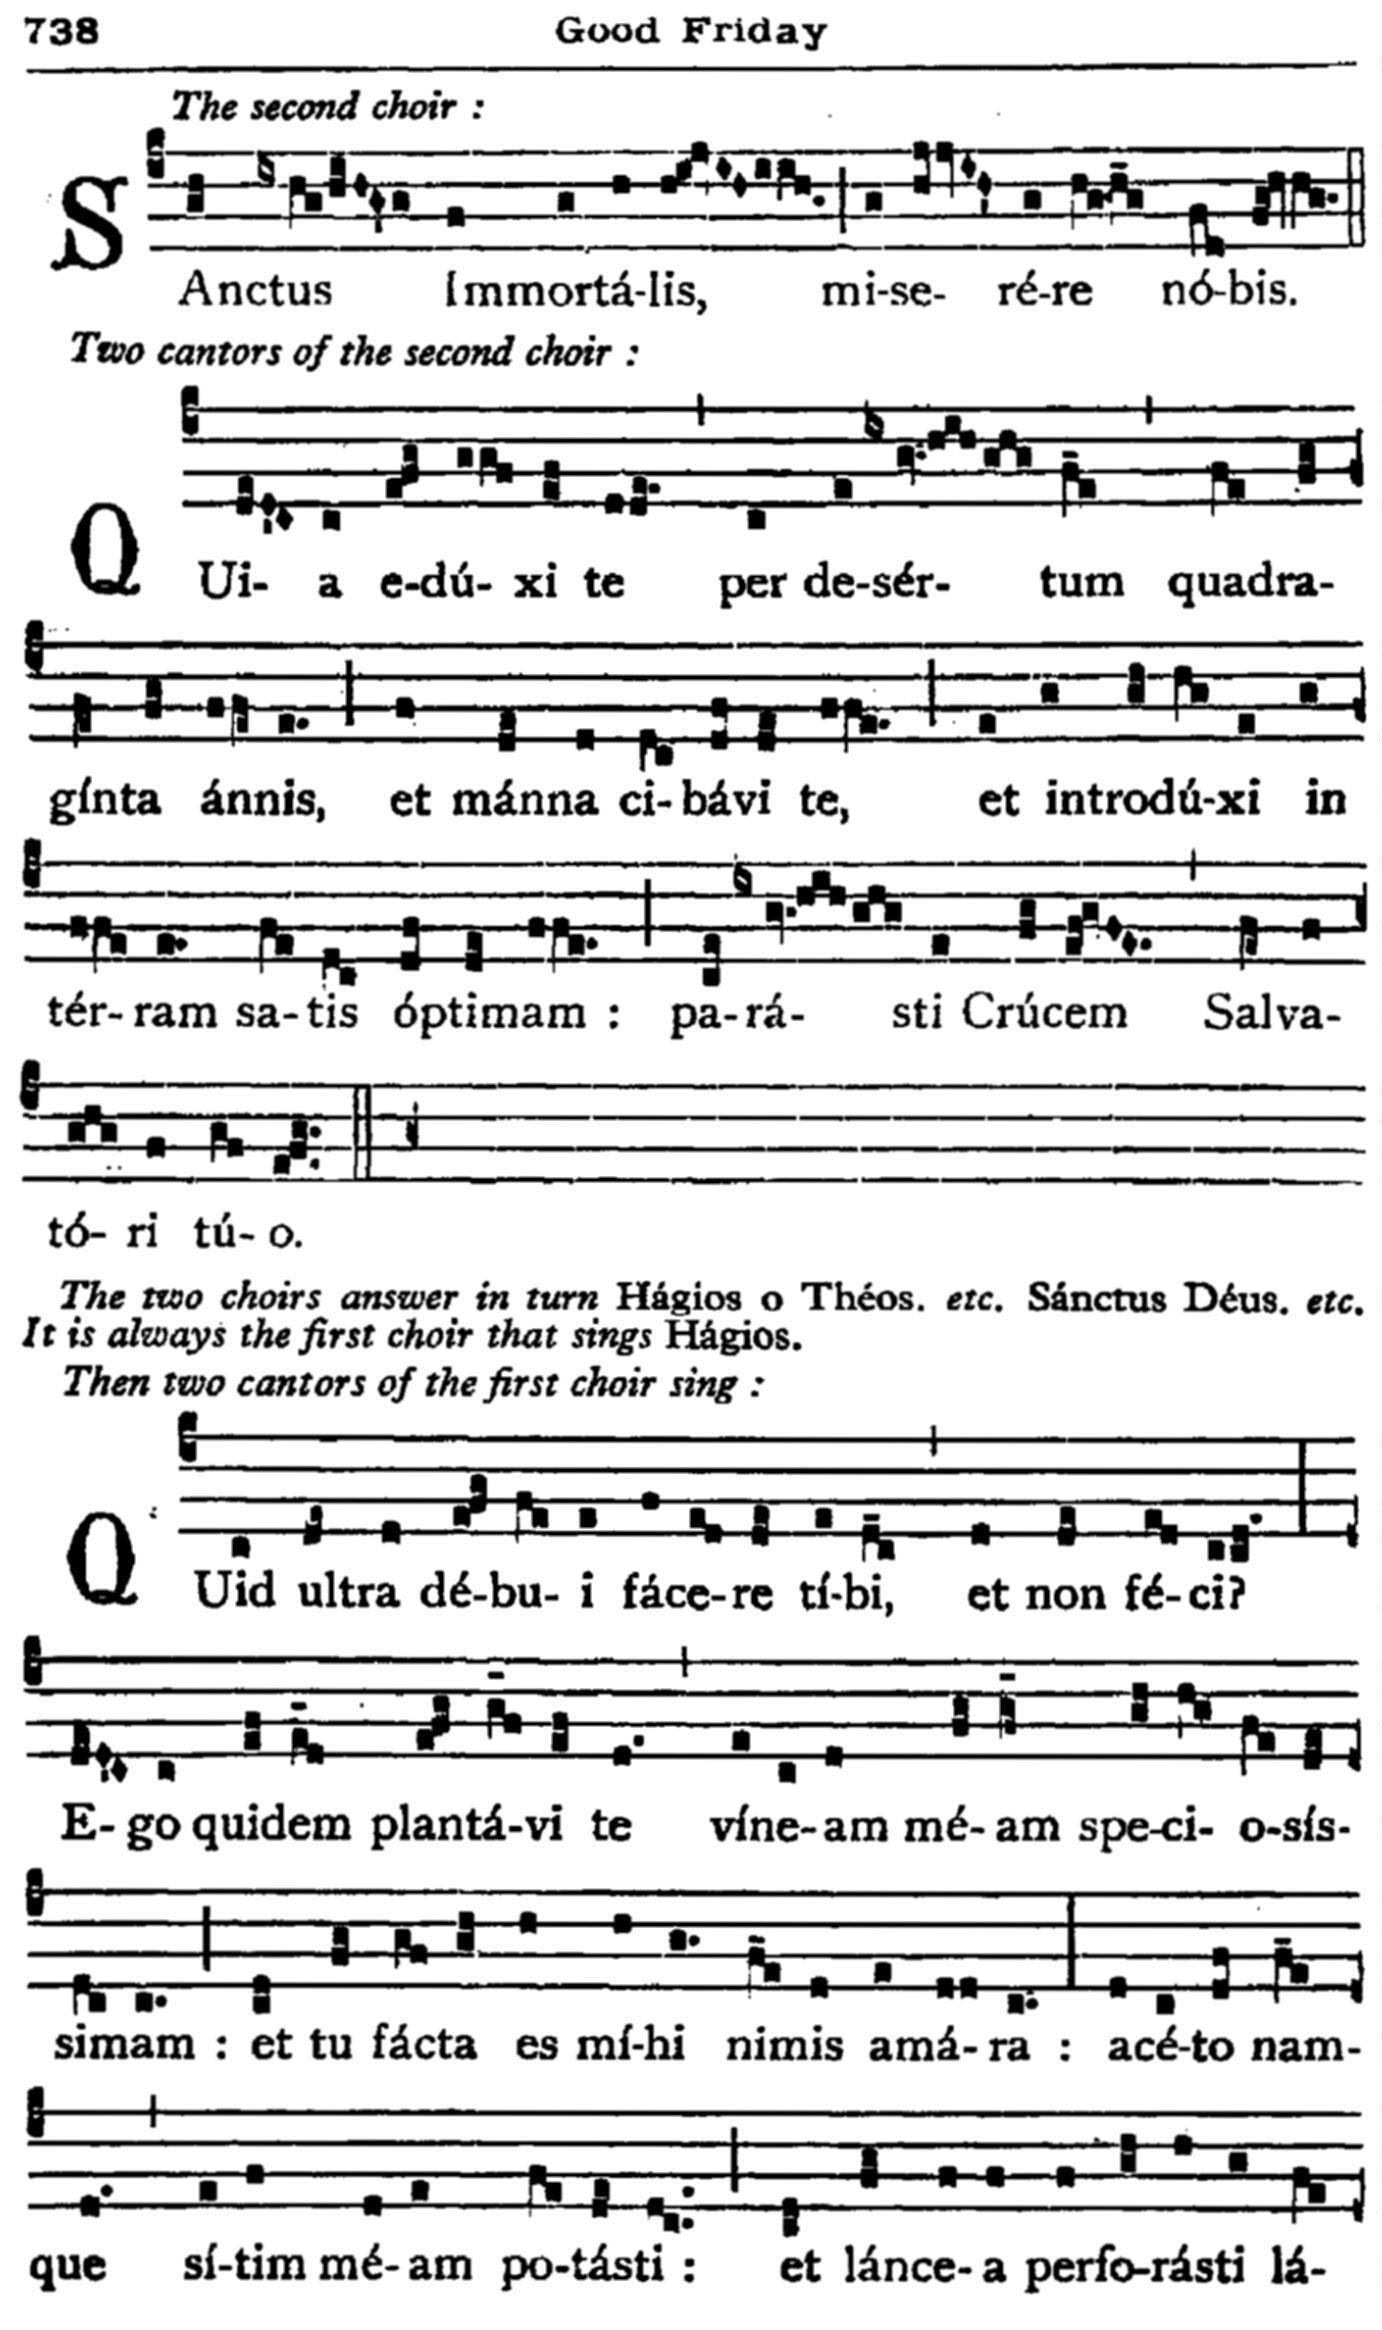 738 Good Friday
The second choir :
SAnctus Immortá-lis, mi-se- ré-re nó-bis.
Two cantors of the second choir :
QUi- a e-dú- xi te per de-sér- tum quadra-
gínta ánnis, et mánna ci- bávi te, et introdú-xi in
tér- ram sa- tis óptimam : pa- rá- sti Crúcem Salva-
tó- ri tú- o.
The two choirs answer in turn Hágios o Théos. etc. Sánctus Déus. etc.
It is always the first choir that sings Hágios.
Then two cantors of the first choir sing :
QUid ultra dé-bu- i fáce-re tí-bi, et non fé- ci?
E- go quidem plantá-vi te víne- am mé- am spe-ci- o-sís-
simam : et tu fácta es mí-hi nimis amá- ra : acé-to nam-
que sí-tim mé- am po-tásti : et lánce- a perfo-rásti lá-